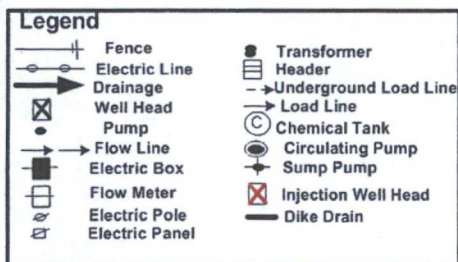 Legend
Fence
Electric Line
Drainage
Well Head
Pump
Flow Line
Electric Box
Flow Meter
Electric Pole
Electric Panel
Transformer
Header
Underground Load Line
Load Line
C Chemical Tank
Circulating Pump
Sump Pump
Injection Well Head
Dike Drain